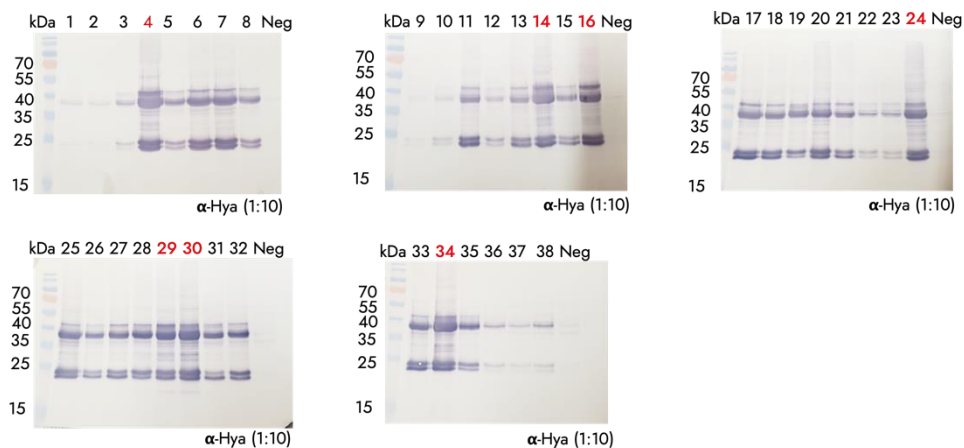 kDa 1 2 3 4 5 6 7 8 Neg
70
55
40
35
25
15
α-Hya (1:10)
kDa 9 10 11 12 13 14 15 16 Neg
70
55
40
35
25
15
α-Hya (1:10)
17 18 19 20 21 22 23 24 Neg
kDa
70
55
40
35
25
15
α-Hya (1:10)
kDa 25 26 27 28 29 30 31 32 Neg
70
55
40
35
25
15
α-Hya (1:10)
kDa 33 34 35 36 37 38 Neg
70
55
40
35
25
15
α-Hya (1:10)